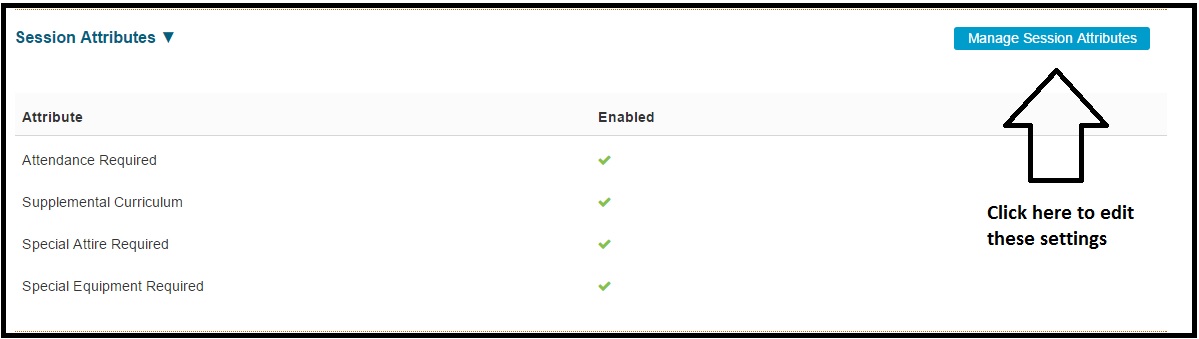 Session Attributes ▼
Manage Session Attributes
Attribute Enabled
Attendance Required ✔
Supplemental Curriculum ✔
Special Attire Required ✔
Special Equipment Required ✔
Click here to edit
these settings